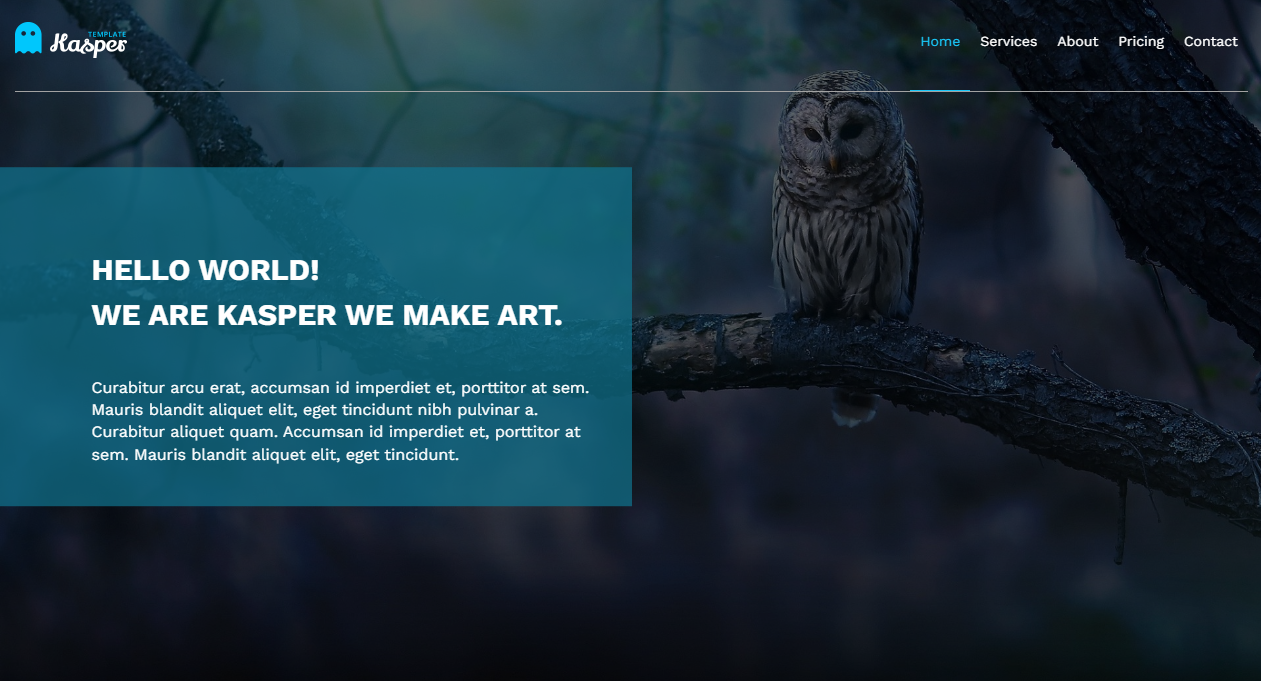 TEMPLATE
Kasper
Home Services About Pricing Contact
HELLO WORLD!
WE ARE KASPER WE MAKE ART.
Curabitur arcu erat, accumsan id imperdiet et, porttitor at sem.
Mauris blandit aliquet elit, eget tincidunt nibh pulvinar a.
Curabitur aliquet quam. Accumsan id imperdiet et, porttitor at
sem. Mauris blandit aliquet elit, eget tincidunt.